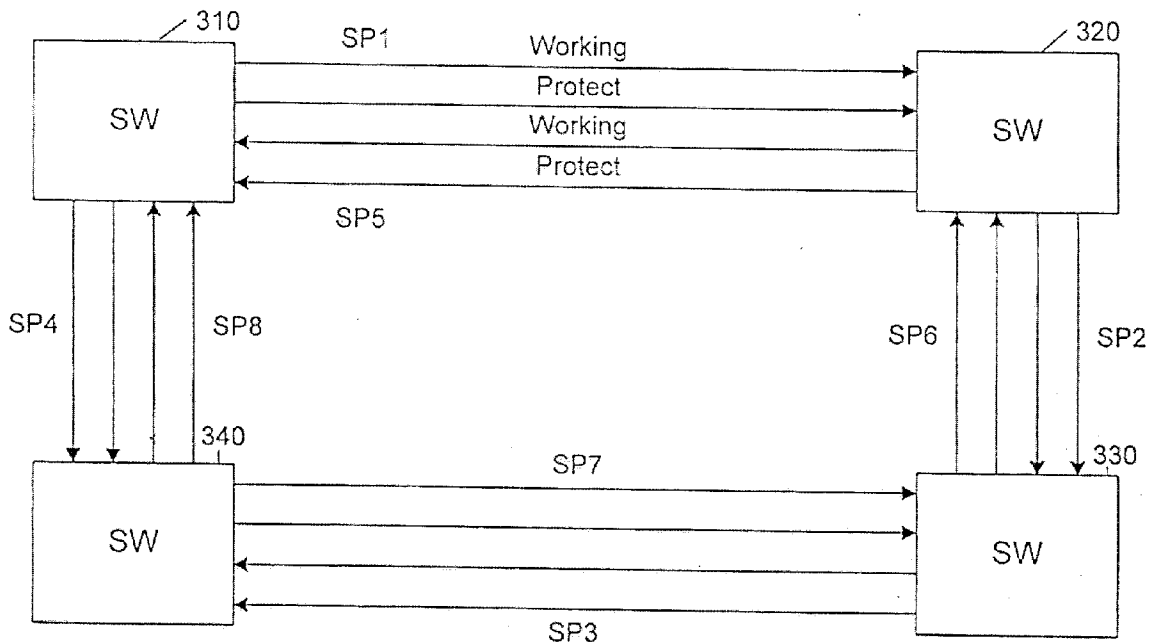 310
SP1
Working
320
Protect
SW
Working
SW
Protect
SP5
SP4
SP8
SP6
SP2
340
SP7
330
SW
SW
SP3